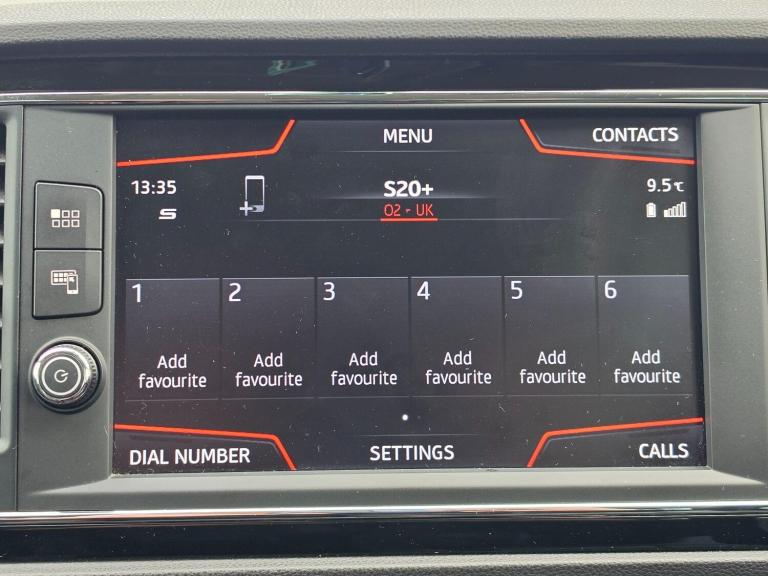 MENU
CONTACTS
13:35
S20+
9.5°C
O2 - UK
1
2
3
4
5
6
Add
favourite
Add
favourite
Add
favourite
Add
favourite
Add
favourite
Add
favourite
DIAL NUMBER
SETTINGS
CALLS